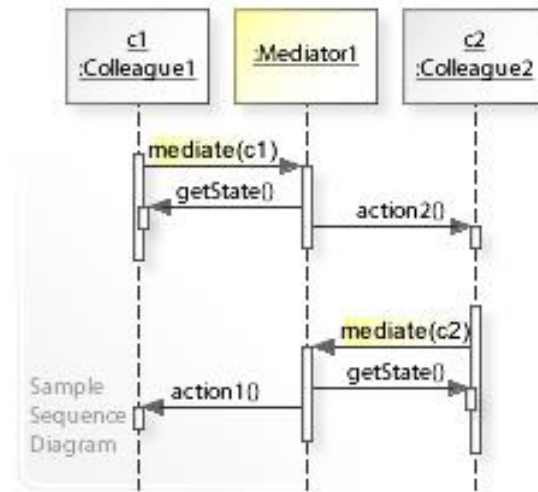 c1
:Colleague1
:Mediator1
c2
:Colleague2
mediate(c1)
getState()
action2()
mediate(c2)
getState()
action1()
Sample
Sequence
Diagram